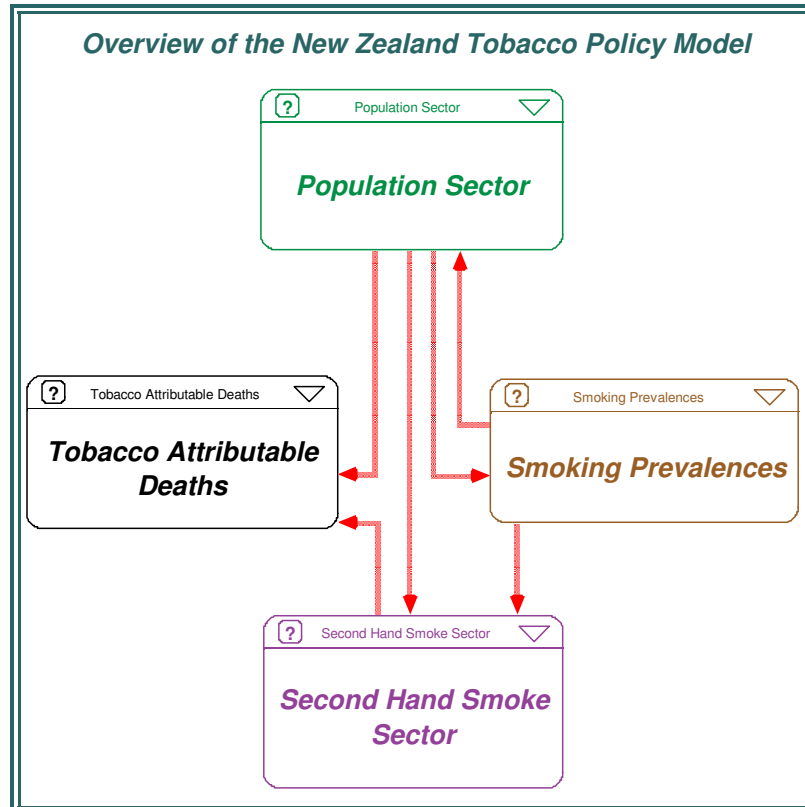 Overview of the New Zealand Tobacco Policy Model
? Population Sector
Population Sector
? Tobacco Attributable Deaths
Tobacco Attributable
Deaths
? Smoking Prevalences
Smoking Prevalences
? Second Hand Smoke Sector
Second Hand Smoke
Sector